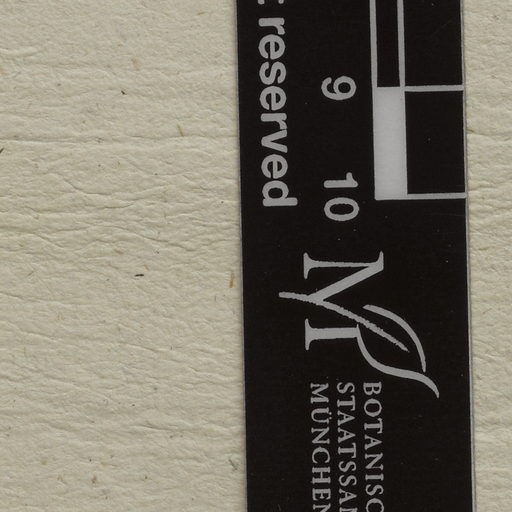 reserved
9 10
BOTANISC
STAATSSA
MÜNCHEN